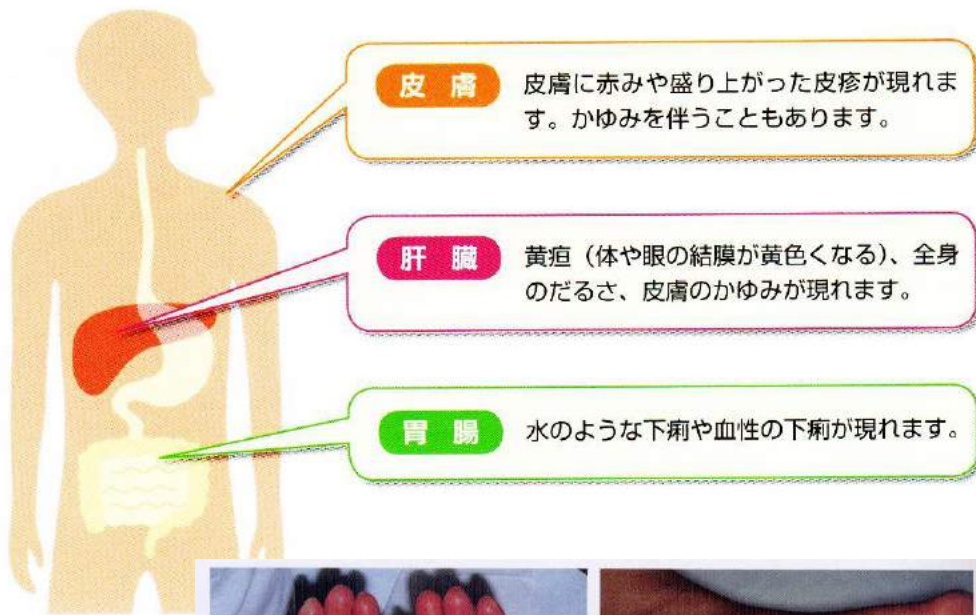 皮膚
皮膚に赤みや盛り上がった皮疹が現れま
す。かゆみを伴うこともあります。
肝臓
黄疸（体や眼の結膜が黄色くなる）、全身
のだるさ、皮膚のかゆみが現れます。
胃腸
水のような下痢や血性の下痢が現れます。